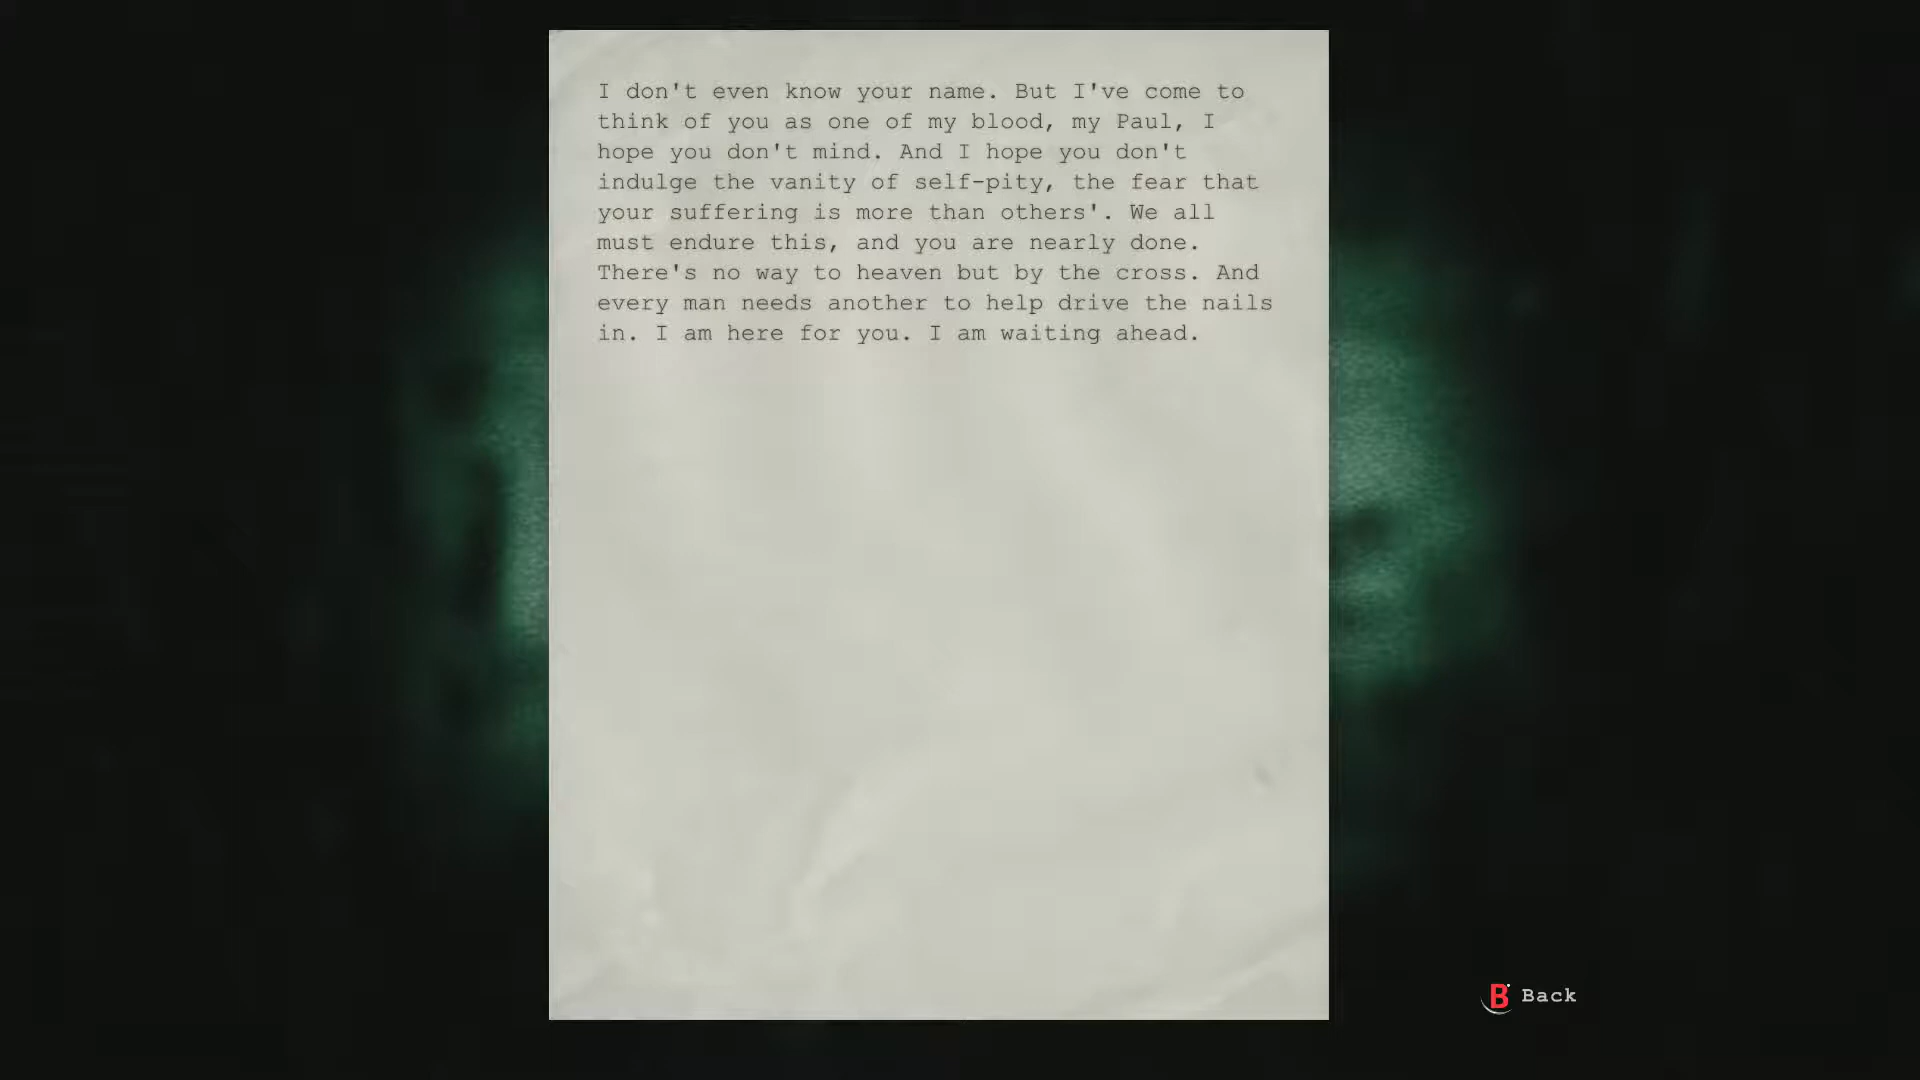 I don't even know your name. But I've come to
think of you as one of my blood, my Paul, I
hope you don't mind. And I hope you don't
indulge the vanity of self-pity, the fear that
your suffering is more than others'. We all
must endure this, and you are nearly done.
There's no way to heaven but by the cross. And
every man needs another to help drive the nails
in. I am here for you. I am waiting ahead.
B Back